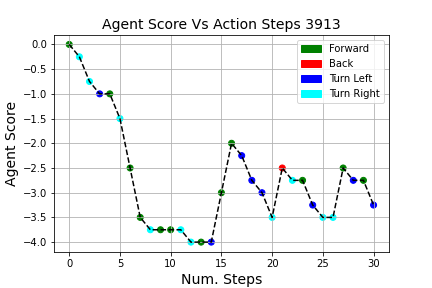 Agent Score Vs Action Steps 3913
Forward
Back
Turn Left
Turn Right
Agent Score
0.0
−0.5
−1.0
−1.5
−2.0
−2.5
−3.0
−3.5
−4.0
0 5 10 15 20 25 30
Num. Steps